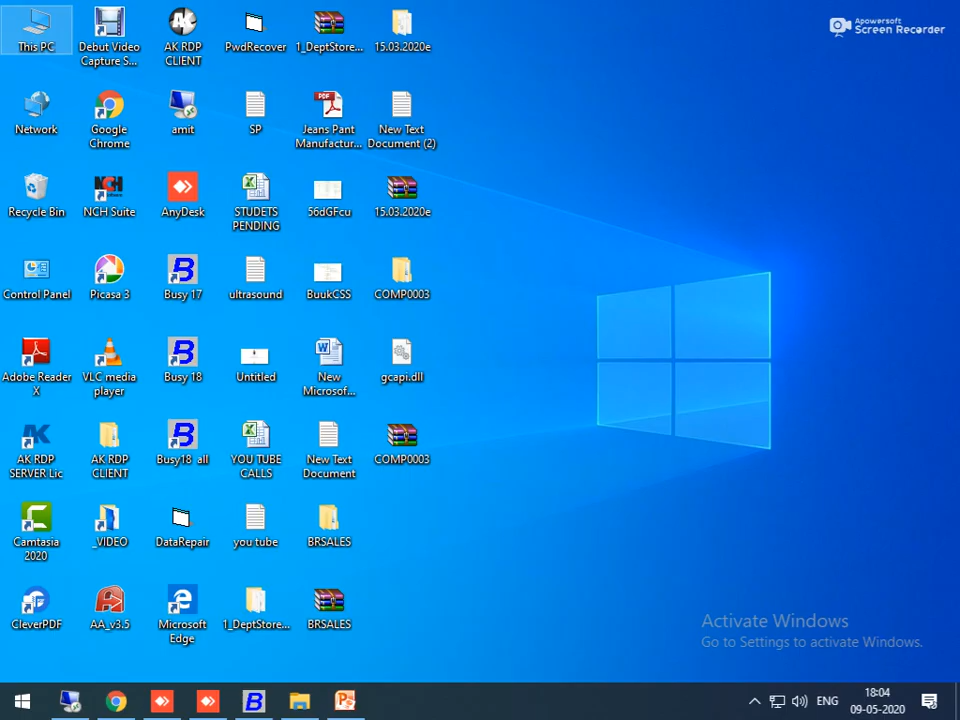 Apowersoft
Screen Recorder
This PC
Debut Video
Capture S...
AK RDP
CLIENT
PwdRecover
1_DeptStore...
15.03.2020e
Network
Google
Chrome
amit
SP
PDF
Jeans Pant
Manufactur...
New Text
Document (2)
Recycle Bin
NCH
NCH Suite
AnyDesk
STUDETS
PENDING
56dGFcu
15.03.2020e
Control Panel
Picasa 3
Busy 17
ultrasound
BuukCSS
COMP0003
Adobe Reader
X
VLC media
player
Busy 18
Untitled
New
Microsof...
gcapi.dll
AK RDP
SERVER Lic
AK RDP
CLIENT
Busy18 all
YOU TUBE
CALLS
New Text
Document
COMP0003
Camtasia
2020
_VIDEO
DataRepair
you tube
BRSALES
CleverPDF
AA_v3.5
Microsoft
Edge
1_DeptStore...
BRSALES
Activate Windows
Go to Settings to activate Windows.
ENG
18:04
09-05-2020